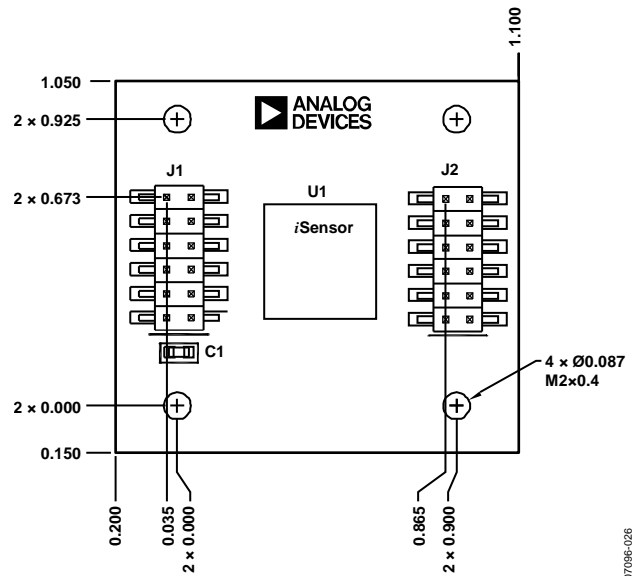 1.100
1.050
ANALOG
DEVICES
2 × 0.925
J1
J2
2 × 0.673
U1
iSensor
C1
4 × Ø0.087
M2×0.4
2 × 0.000
0.150
0.200
0.035
2 × 0.000
0.865
2 × 0.900
07096-026